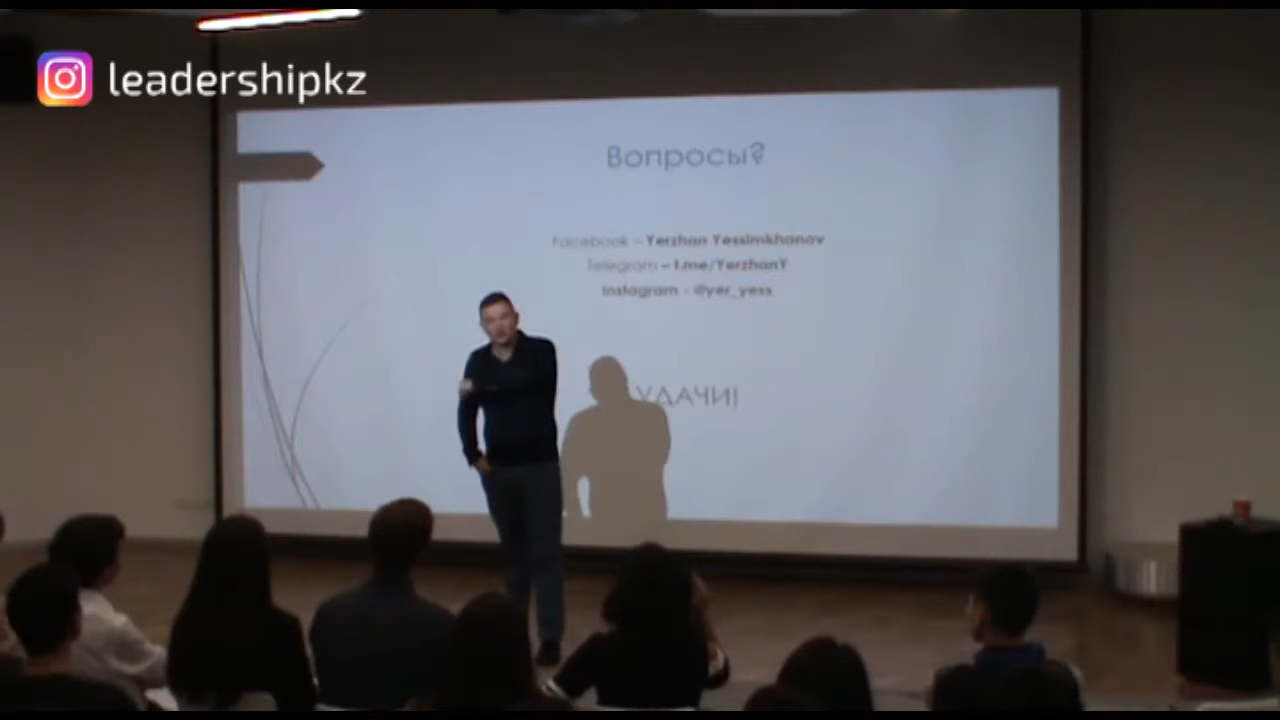 leadershipkz
Вопросы?
Facebook - Yerzhan Yessimkhanov
Telegram – t.me/YerzhanY
Instagram - @yer_yess
УДАЧИ!